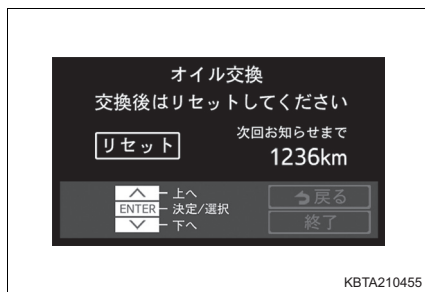 オイル交換
交換後はリセットしてください
リセット
次回お知らせまで
1236km
上へ
ENTER 決定/選択
下へ
戻る
終了
KBTA210455